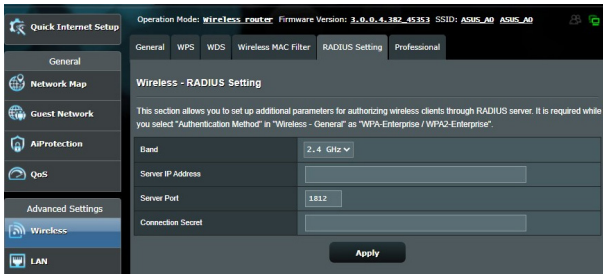 Quick Internet Setup
General
Network Map
Guest Network
AiProtection
QoS
Advanced Settings
Wireless
LAN
Operation Mode: Wireless router Firmware Version: 3.0.0.4.382_45353 SSID: ASUS_A0 ASUS_A0
General WPS WDS Wireless MAC Filter RADIUS Setting Professional
Wireless - RADIUS Setting
This section allows you to set up additional parameters for authorizing wireless clients through RADIUS server. It is required while
you select "Authentication Method" in "Wireless - General" as "WPA-Enterprise / WPA2-Enterprise".
Band 2.4 GHz
Server IP Address
Server Port 1812
Connection Secret
Apply